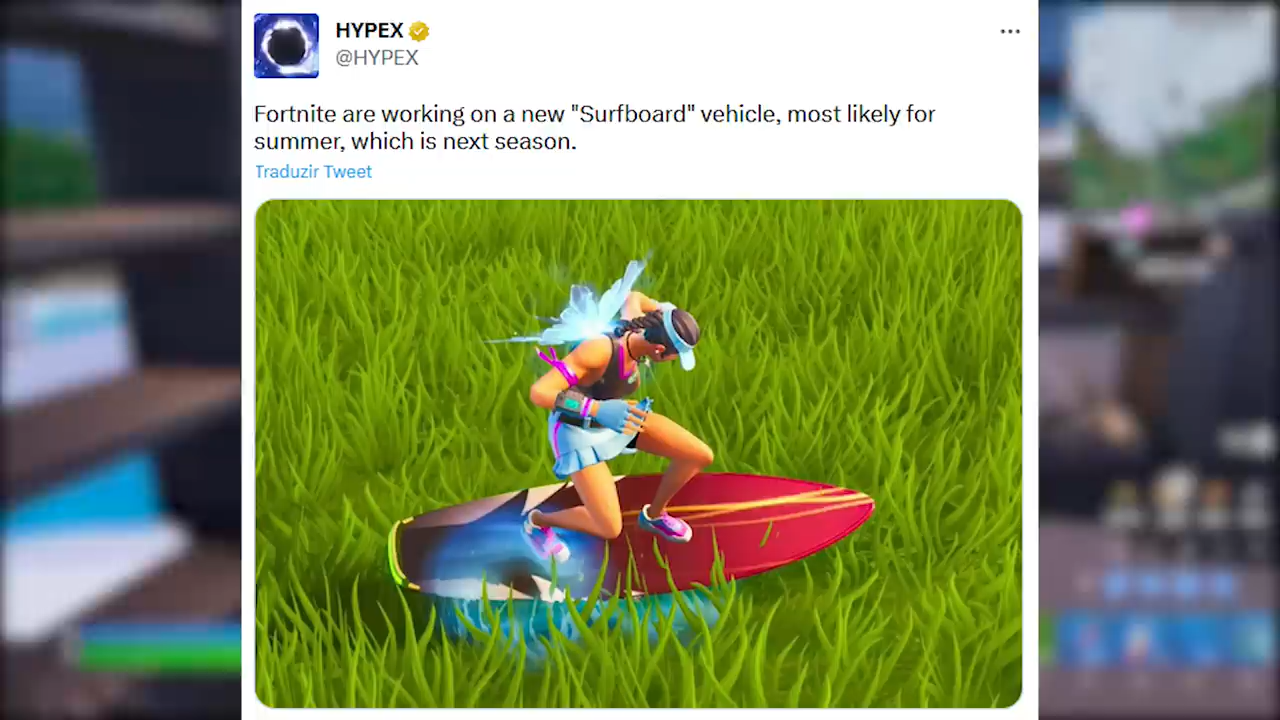 HYPEX
@HYPEX
Fortnite are working on a new "Surfboard" vehicle, most likely for
summer, which is next season.
Traduzir Tweet